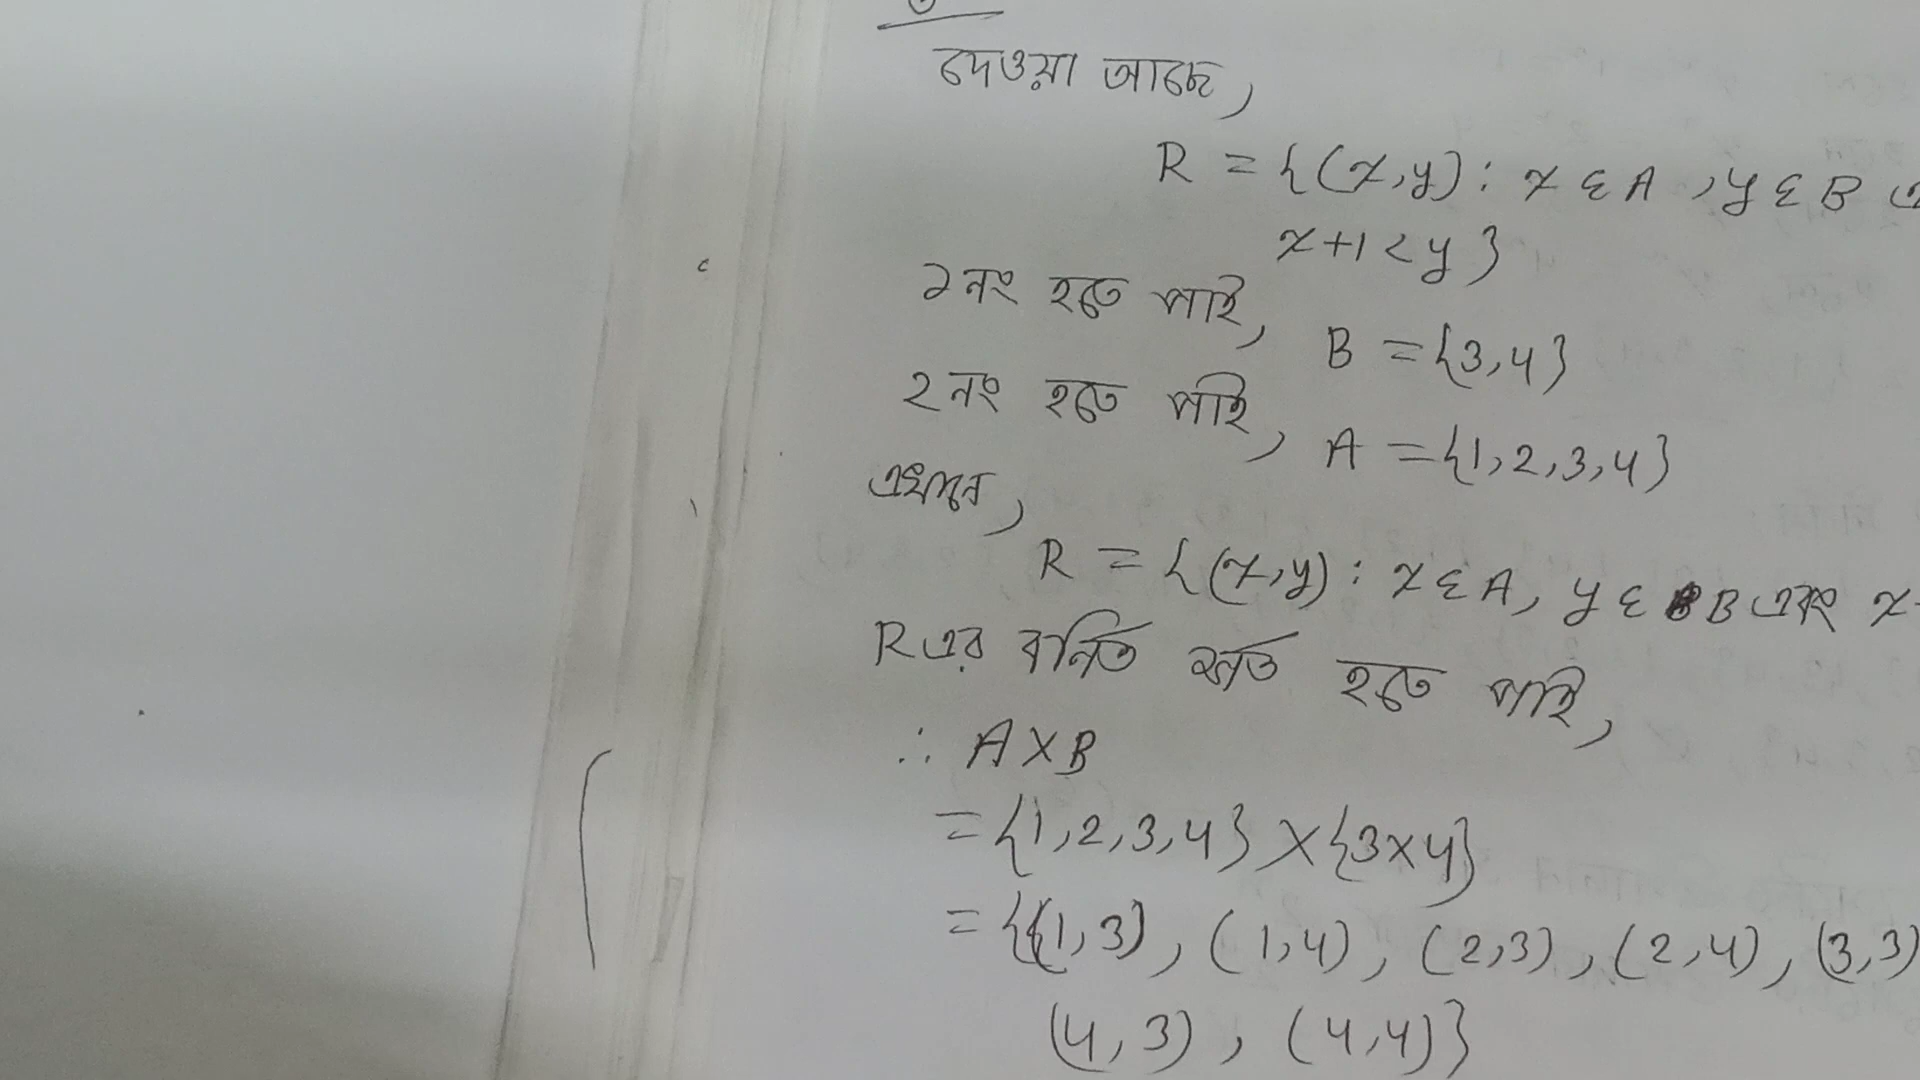 দেওয়া আছে,
R = {(x,y): x ∈ A, y ∈ B
x+1<y}
১নং হতে পাই, B = {3,4}
২নং হতে পাই, A = {1,2,3,4}
এখানে,
R = {(x,y): x ∈ A, y ∈ B এবং x
R এর বর্নিত শর্ত হতে পাই,
∴ A×B
= {1,2,3,4} × {3×4}
= {(1,3), (1,4), (2,3), (2,4), (3,3)
(4,3), (4,4)}